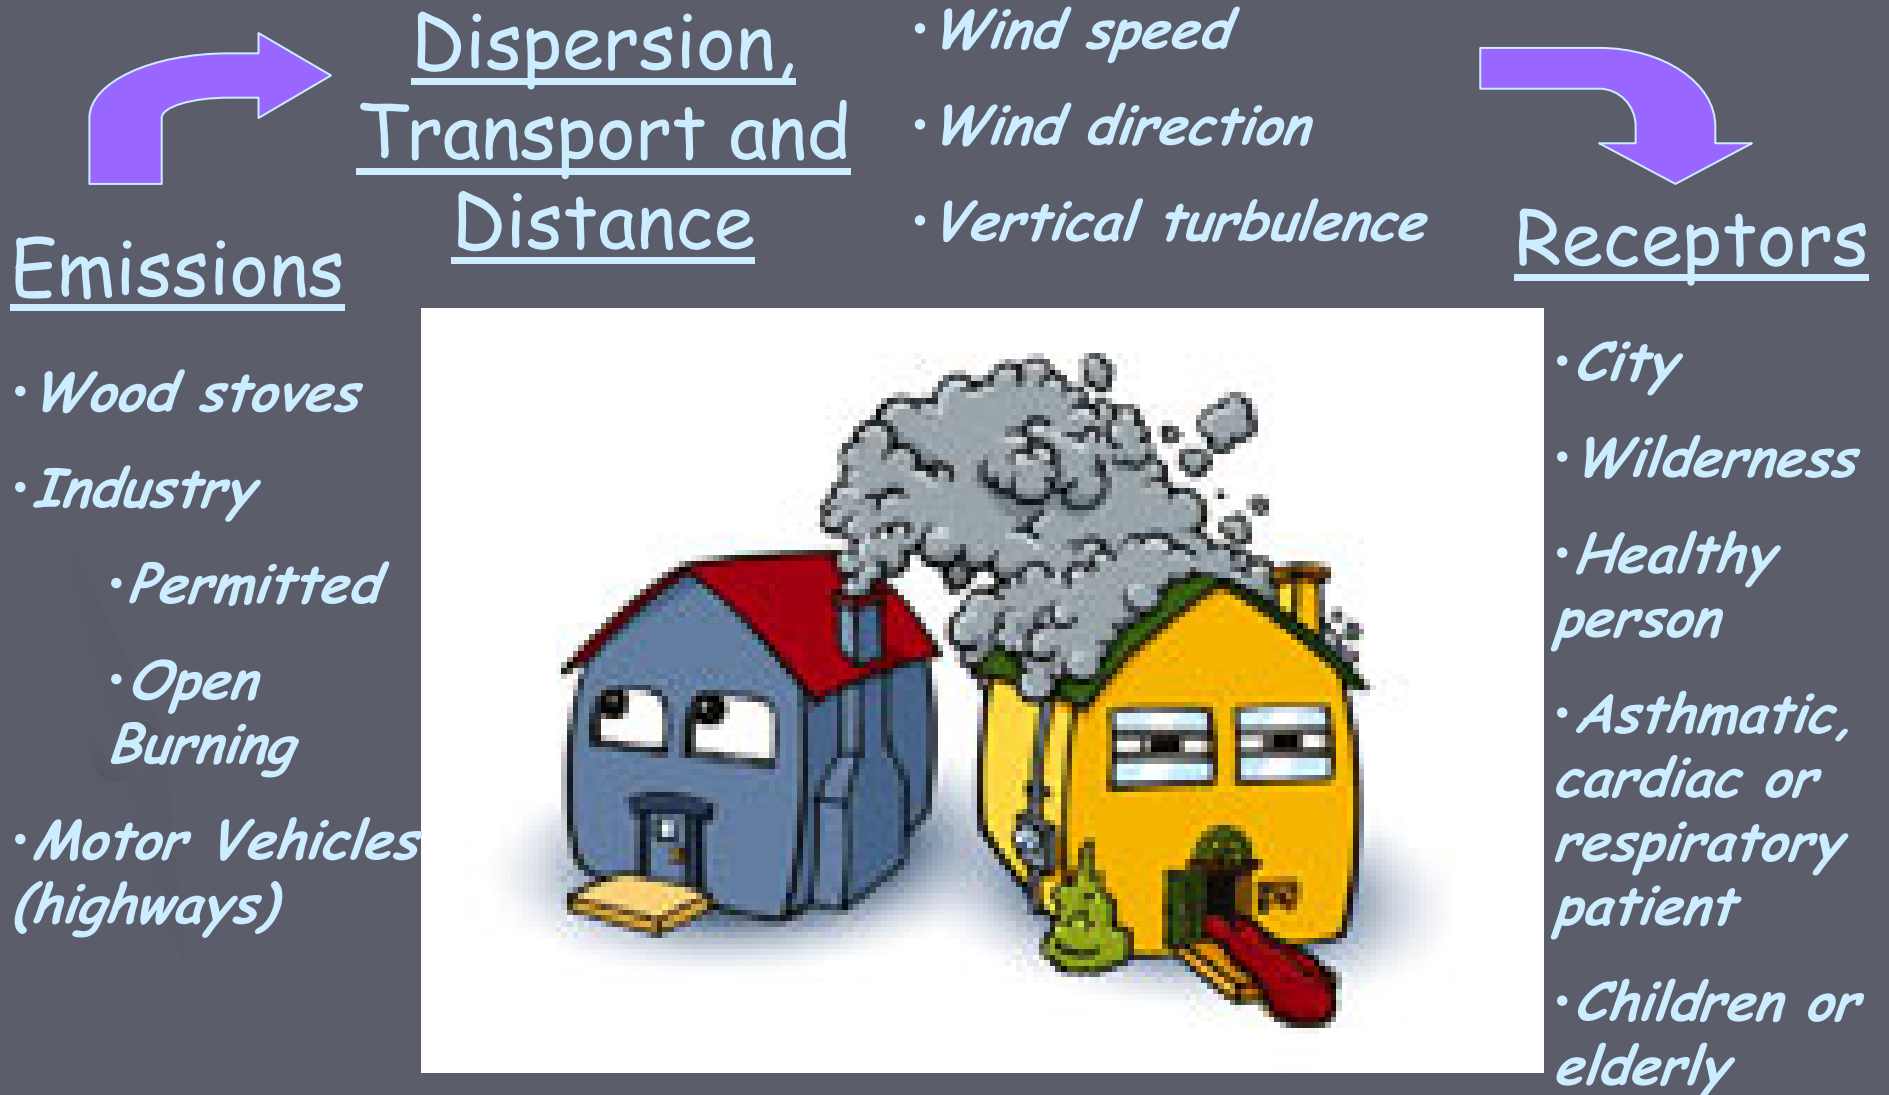 Emissions
•Wood stoves
•Industry
•Permitted
•Open
Burning
•Motor Vehicles
(highways)
Dispersion,
Transport and
Distance
•Wind speed
•Wind direction
•Vertical turbulence
Receptors
•City
•Wilderness
•Healthy
person
•Asthmatic,
cardiac or
respiratory
patient
•Children or
elderly